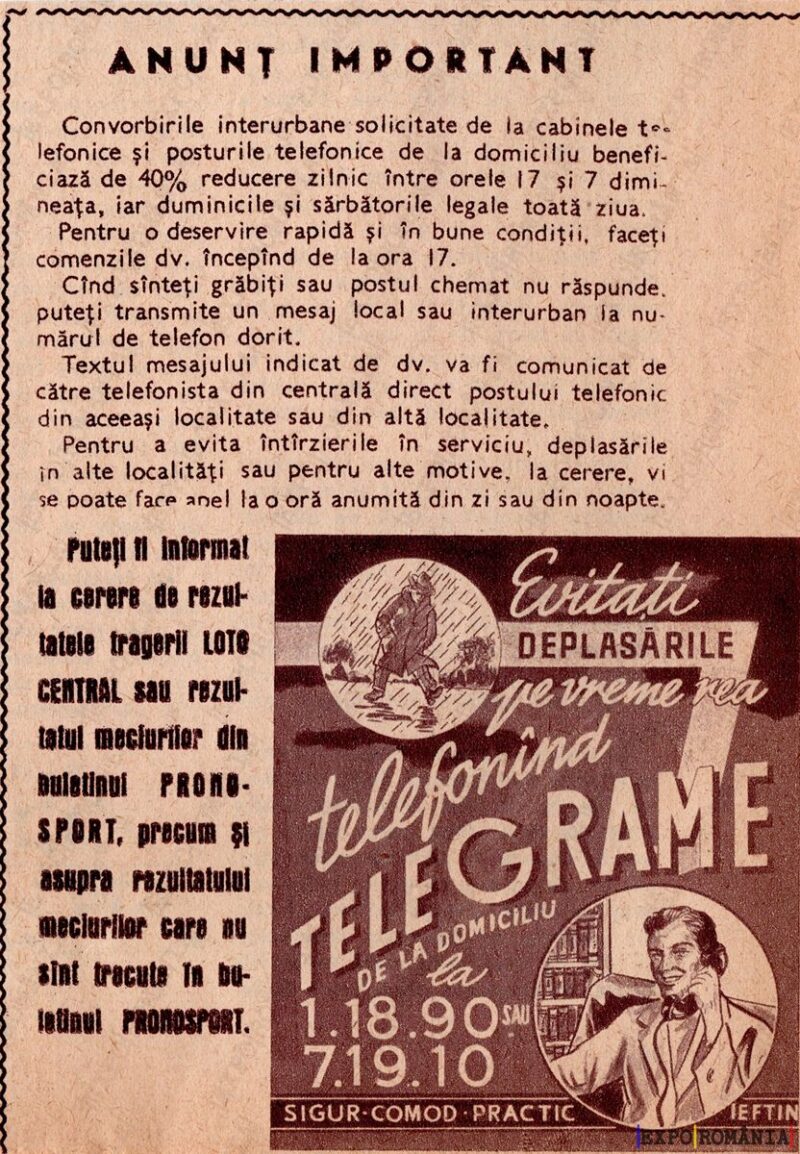 ANUNȚ IMPORTANT
Convorbirile interurbane solicitate de la cabinele te-
lefonice și posturile telefonice de la domiciliu benefi-
ciază de 40% reducere zilnic între orele 17 și 7 dimi-
neața, iar duminicile și sărbătorile legale toată ziua.
Pentru o deservire rapidă și în bune condiții, faceți
comenzile dv. începînd de la ora 17.
Cînd sînteți grăbiți sau postul chemat nu răspunde,
puteți transmite un mesaj local sau interurban la nu-
mărul de telefon dorit.
Textul mesajului indicat de dv. va fi comunicat de
către telefonista din centrală direct postului telefonic
din aceeași localitate sau din altă localitate.
Pentru a evita întîrzierile în serviciu, deplasările
în alte localități sau pentru alte motive, la cerere, vi
se poate face apel la o oră anumită din zi sau din noapte.
Puteți fi informat
la cerere de rezul-
tatele tragerii LOTO
CENTRAL sau rezul-
tatul meciurilor din
buletinul PRONO-
SPORT, precum și
asupra rezultatului
meciurilor care nu
sînt trecute în bu-
letinul PRONOSPORT.
Evitați
DEPLASĂRILE
pe vreme rea
telefonînd
TELEGRAME
DE LA DOMICILIU
la
1.18.90 SAU
7.19.10
SIGUR·COMOD·PRACTIC IEFTIN
EXPO ROMÂNIA